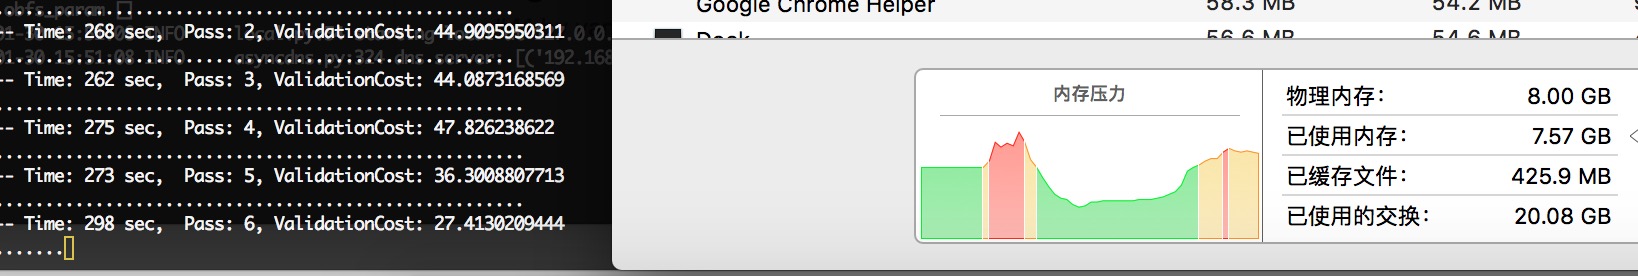 obfs_param
-- Time: 268 sec,  Pass: 2, ValidationCost: 44.9095950311
-- Time: 262 sec,  Pass: 3, ValidationCost: 44.0873168569
-- Time: 275 sec,  Pass: 4, ValidationCost: 47.826238622
-- Time: 273 sec,  Pass: 5, ValidationCost: 36.3008807713
-- Time: 298 sec,  Pass: 6, ValidationCost: 27.4130209444
Google Chrome Helper 58.3 MB 54.2 MB
Dock 56.6 MB 54.6 MB
内存压力
物理内存: 8.00 GB
已使用内存: 7.57 GB
已缓存文件: 425.9 MB
已使用的交换: 20.08 GB